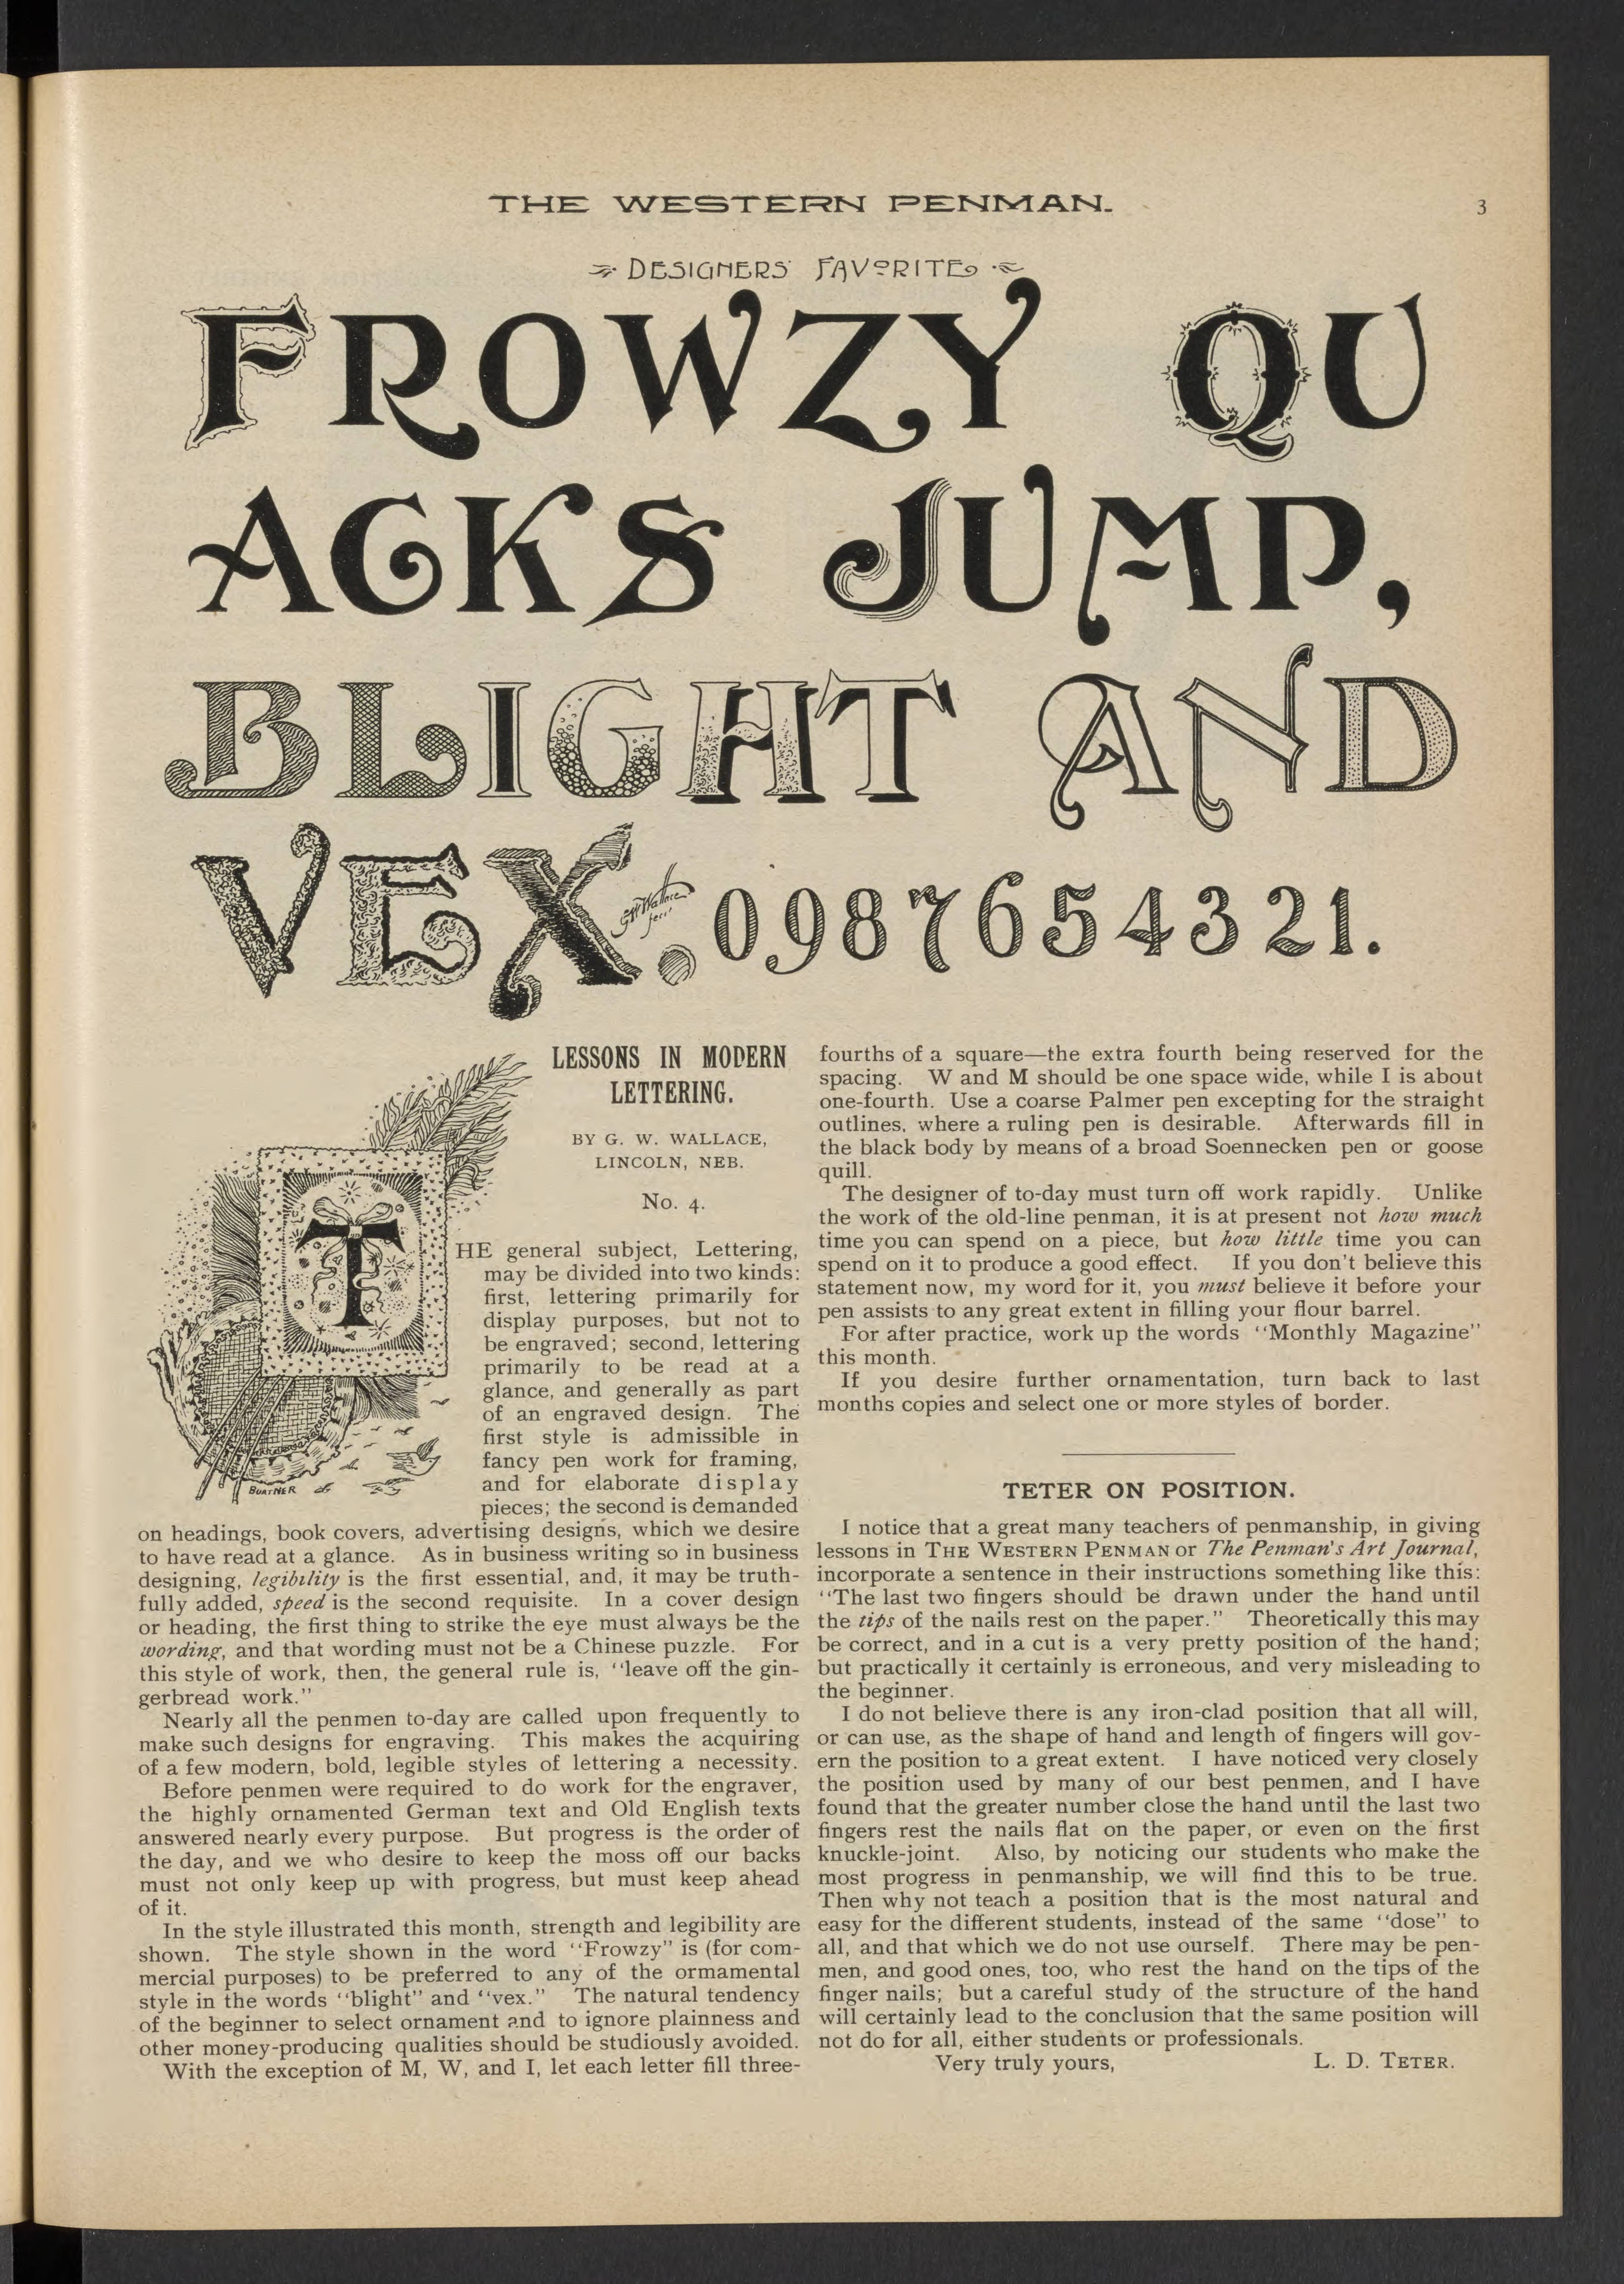 THE WESTERN PENMAN.
3
DESIGNERS' FAVORITE
FROWZY QU
ACKS JUMP,
BLIGHT AND
VEX. 0987654321.
G W Wallace
fecit
LESSONS IN MODERN
LETTERING.
BY G. W. WALLACE,
LINCOLN, NEB.
No. 4.
THE general subject, Lettering,
may be divided into two kinds:
first, lettering primarily for
display purposes, but not to
be engraved; second, lettering
primarily to be read at a
glance, and generally as part
of an engraved design. The
first style is admissible in
fancy pen work for framing,
and for elaborate display
pieces; the second is demanded
BURTNER
on headings, book covers, advertising designs, which we desire
to have read at a glance. As in business writing so in business
designing, legibility is the first essential, and, it may be truth-
fully added, speed is the second requisite. In a cover design
or heading, the first thing to strike the eye must always be the
wording, and that wording must not be a Chinese puzzle. For
this style of work, then, the general rule is, "leave off the gin-
gerbread work."
Nearly all the penmen to-day are called upon frequently to
make such designs for engraving. This makes the acquiring
of a few modern, bold, legible styles of lettering a necessity.
Before penmen were required to do work for the engraver,
the highly ornamented German text and Old English texts
answered nearly every purpose. But progress is the order of
the day, and we who desire to keep the moss off our backs
must not only keep up with progress, but must keep ahead
of it.
In the style illustrated this month, strength and legibility are
shown. The style shown in the word "Frowzy" is (for com-
mercial purposes) to be preferred to any of the ormamental
style in the words "blight" and "vex." The natural tendency
of the beginner to select ornament and to ignore plainness and
other money-producing qualities should be studiously avoided.
With the exception of M, W, and I, let each letter fill three-
fourths of a square—the extra fourth being reserved for the
spacing. W and M should be one space wide, while I is about
one-fourth. Use a coarse Palmer pen excepting for the straight
outlines, where a ruling pen is desirable. Afterwards fill in
the black body by means of a broad Soennecken pen or goose
quill.
The designer of to-day must turn off work rapidly. Unlike
the work of the old-line penman, it is at present not how much
time you can spend on a piece, but how little time you can
spend on it to produce a good effect. If you don't believe this
statement now, my word for it, you must believe it before your
pen assists to any great extent in filling your flour barrel.
For after practice, work up the words "Monthly Magazine"
this month.
If you desire further ornamentation, turn back to last
months copies and select one or more styles of border.
TETER ON POSITION.
I notice that a great many teachers of penmanship, in giving
lessons in THE WESTERN PENMAN or The Penman's Art Journal,
incorporate a sentence in their instructions something like this:
"The last two fingers should be drawn under the hand until
the tips of the nails rest on the paper." Theoretically this may
be correct, and in a cut is a very pretty position of the hand;
but practically it certainly is erroneous, and very misleading to
the beginner.
I do not believe there is any iron-clad position that all will,
or can use, as the shape of hand and length of fingers will gov-
ern the position to a great extent. I have noticed very closely
the position used by many of our best penmen, and I have
found that the greater number close the hand until the last two
fingers rest the nails flat on the paper, or even on the first
knuckle-joint. Also, by noticing our students who make the
most progress in penmanship, we will find this to be true.
Then why not teach a position that is the most natural and
easy for the different students, instead of the same "dose" to
all, and that which we do not use ourself. There may be pen-
men, and good ones, too, who rest the hand on the tips of the
finger nails; but a careful study of the structure of the hand
will certainly lead to the conclusion that the same position will
not do for all, either students or professionals.
Very truly yours, L. D. TETER.